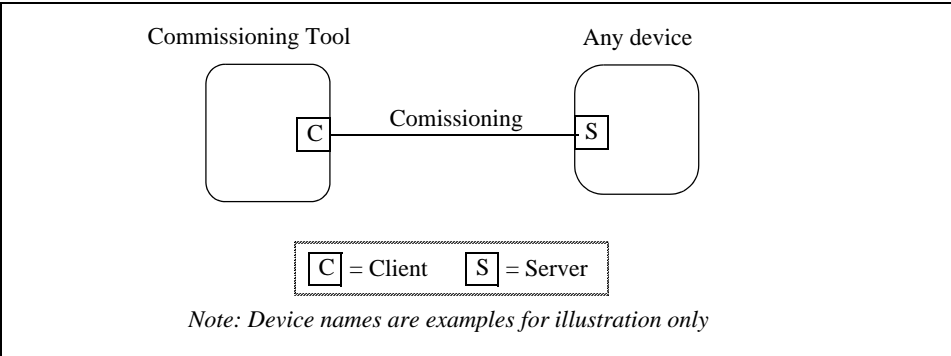 Commissioning Tool
Any device
C
Comissioning
S
C = Client
S = Server
Note: Device names are examples for illustration only